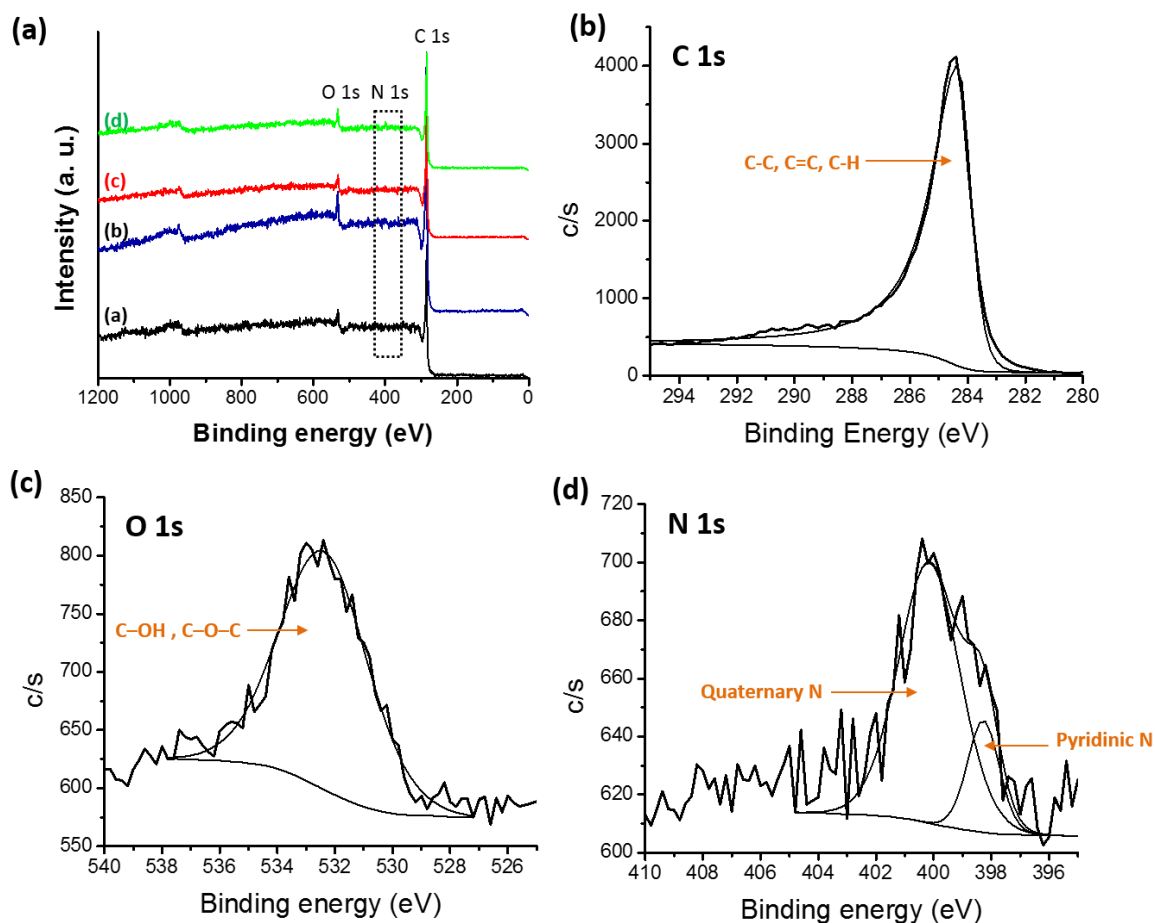 (a)
C 1s
O 1s N 1s
(d)
(c)
(b)
(a)
Intensity (a. u.)
1200 1000 800 600 400 200 0
Binding energy (eV)
(b)
C 1s
4000
3000
2000
1000
0
C-C, C=C, C-H
c/s
294 292 290 288 286 284 282 280
Binding Energy (eV)
(c)
O 1s
850
800
750
700
650
600
550
C–OH , C–O–C
c/s
540 538 536 534 532 530 528 526
Binding energy (eV)
(d)
N 1s
720
700
680
660
640
620
600
Quaternary N
Pyridinic N
c/s
410 408 406 404 402 400 398 396
Binding energy (eV)